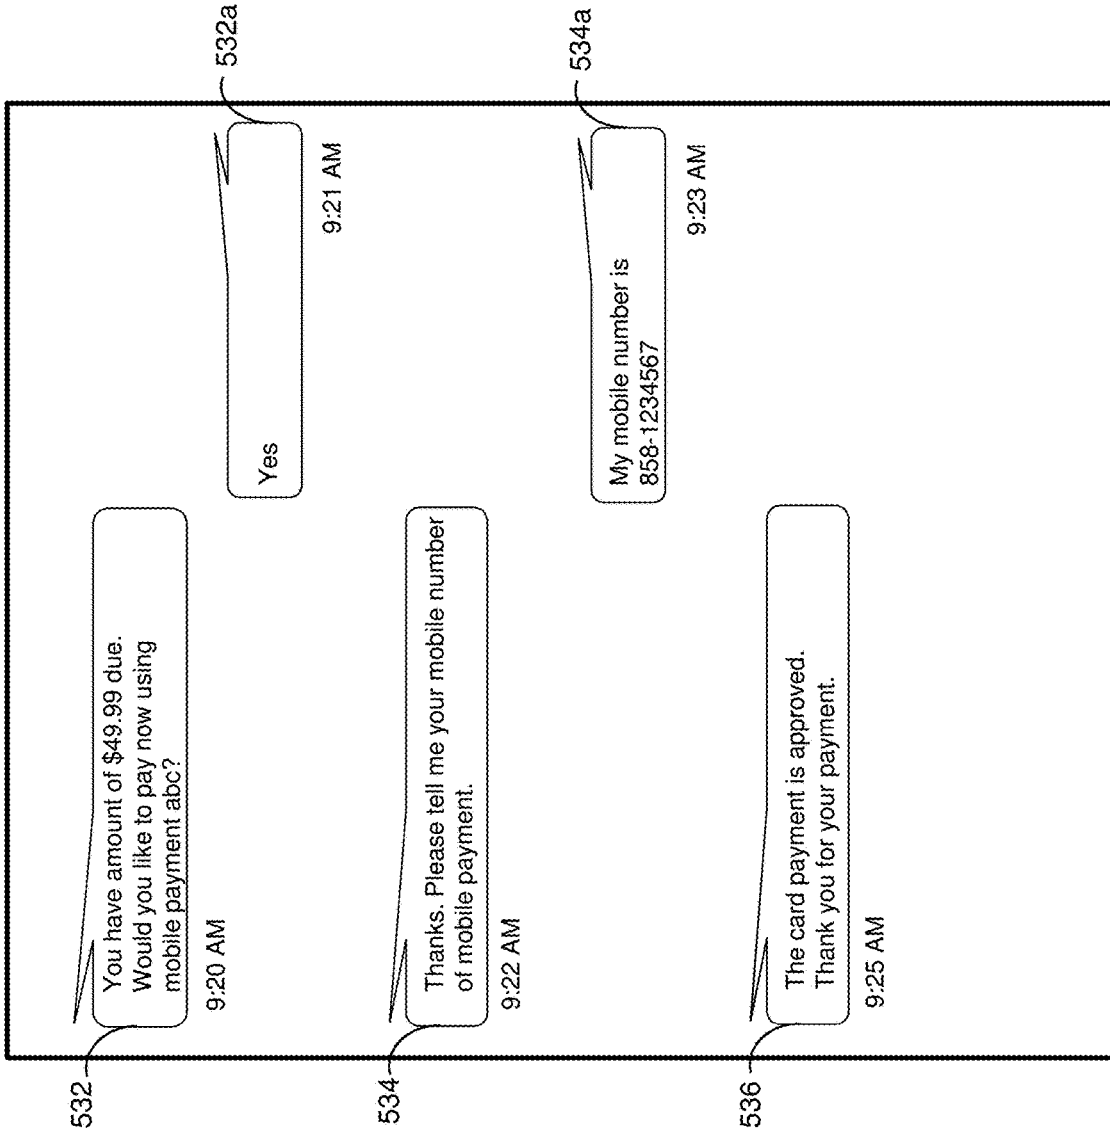 532
You have amount of $49.99 due.
Would you like to pay now using
mobile payment abc?
9:20 AM
532a
Yes
9:21 AM
534
Thanks. Please tell me your mobile number
of mobile payment.
9:22 AM
534a
My mobile number is
858-1234567
9:23 AM
536
The card payment is approved.
Thank you for your payment.
9:25 AM